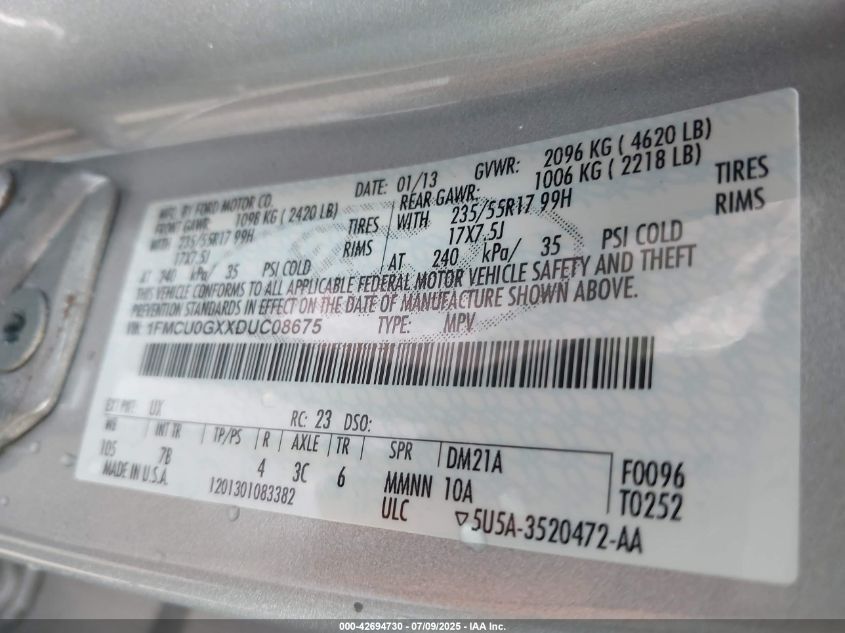 MFD. BY FORD MOTOR CO.
DATE: 01/13 GVWR: 2096 KG ( 4620 LB)
FRONT GAWR: 1098 KG ( 2420 LB)
REAR GAWR: 1006 KG ( 2218 LB)
WITH 235/55R17 99H TIRES
WITH 235/55R17 99H TIRES
17X7.5J RIMS
17X7.5J RIMS
AT 240 kPa/ 35 PSI COLD
AT 240 kPa/ 35 PSI COLD
THIS VEHICLE CONFORMS TO ALL APPLICABLE FEDERAL MOTOR VEHICLE SAFETY AND THEFT
PREVENTION STANDARDS IN EFFECT ON THE DATE OF MANUFACTURE SHOWN ABOVE.
VIN: 1FMCU0GXXDUC08675 TYPE: MPV
EXT PNT: UX RC: 23 DSO:
WB INT TR TP/PS R AXLE TR SPR DM21A F0096
105 7B 4 3C 6 MMNN 10A T0252
MADE IN U.S.A. 1201301083382 ULC ▽5U5A-3520472-AA
000-42694730 - 07/09/2025 - IAA Inc.